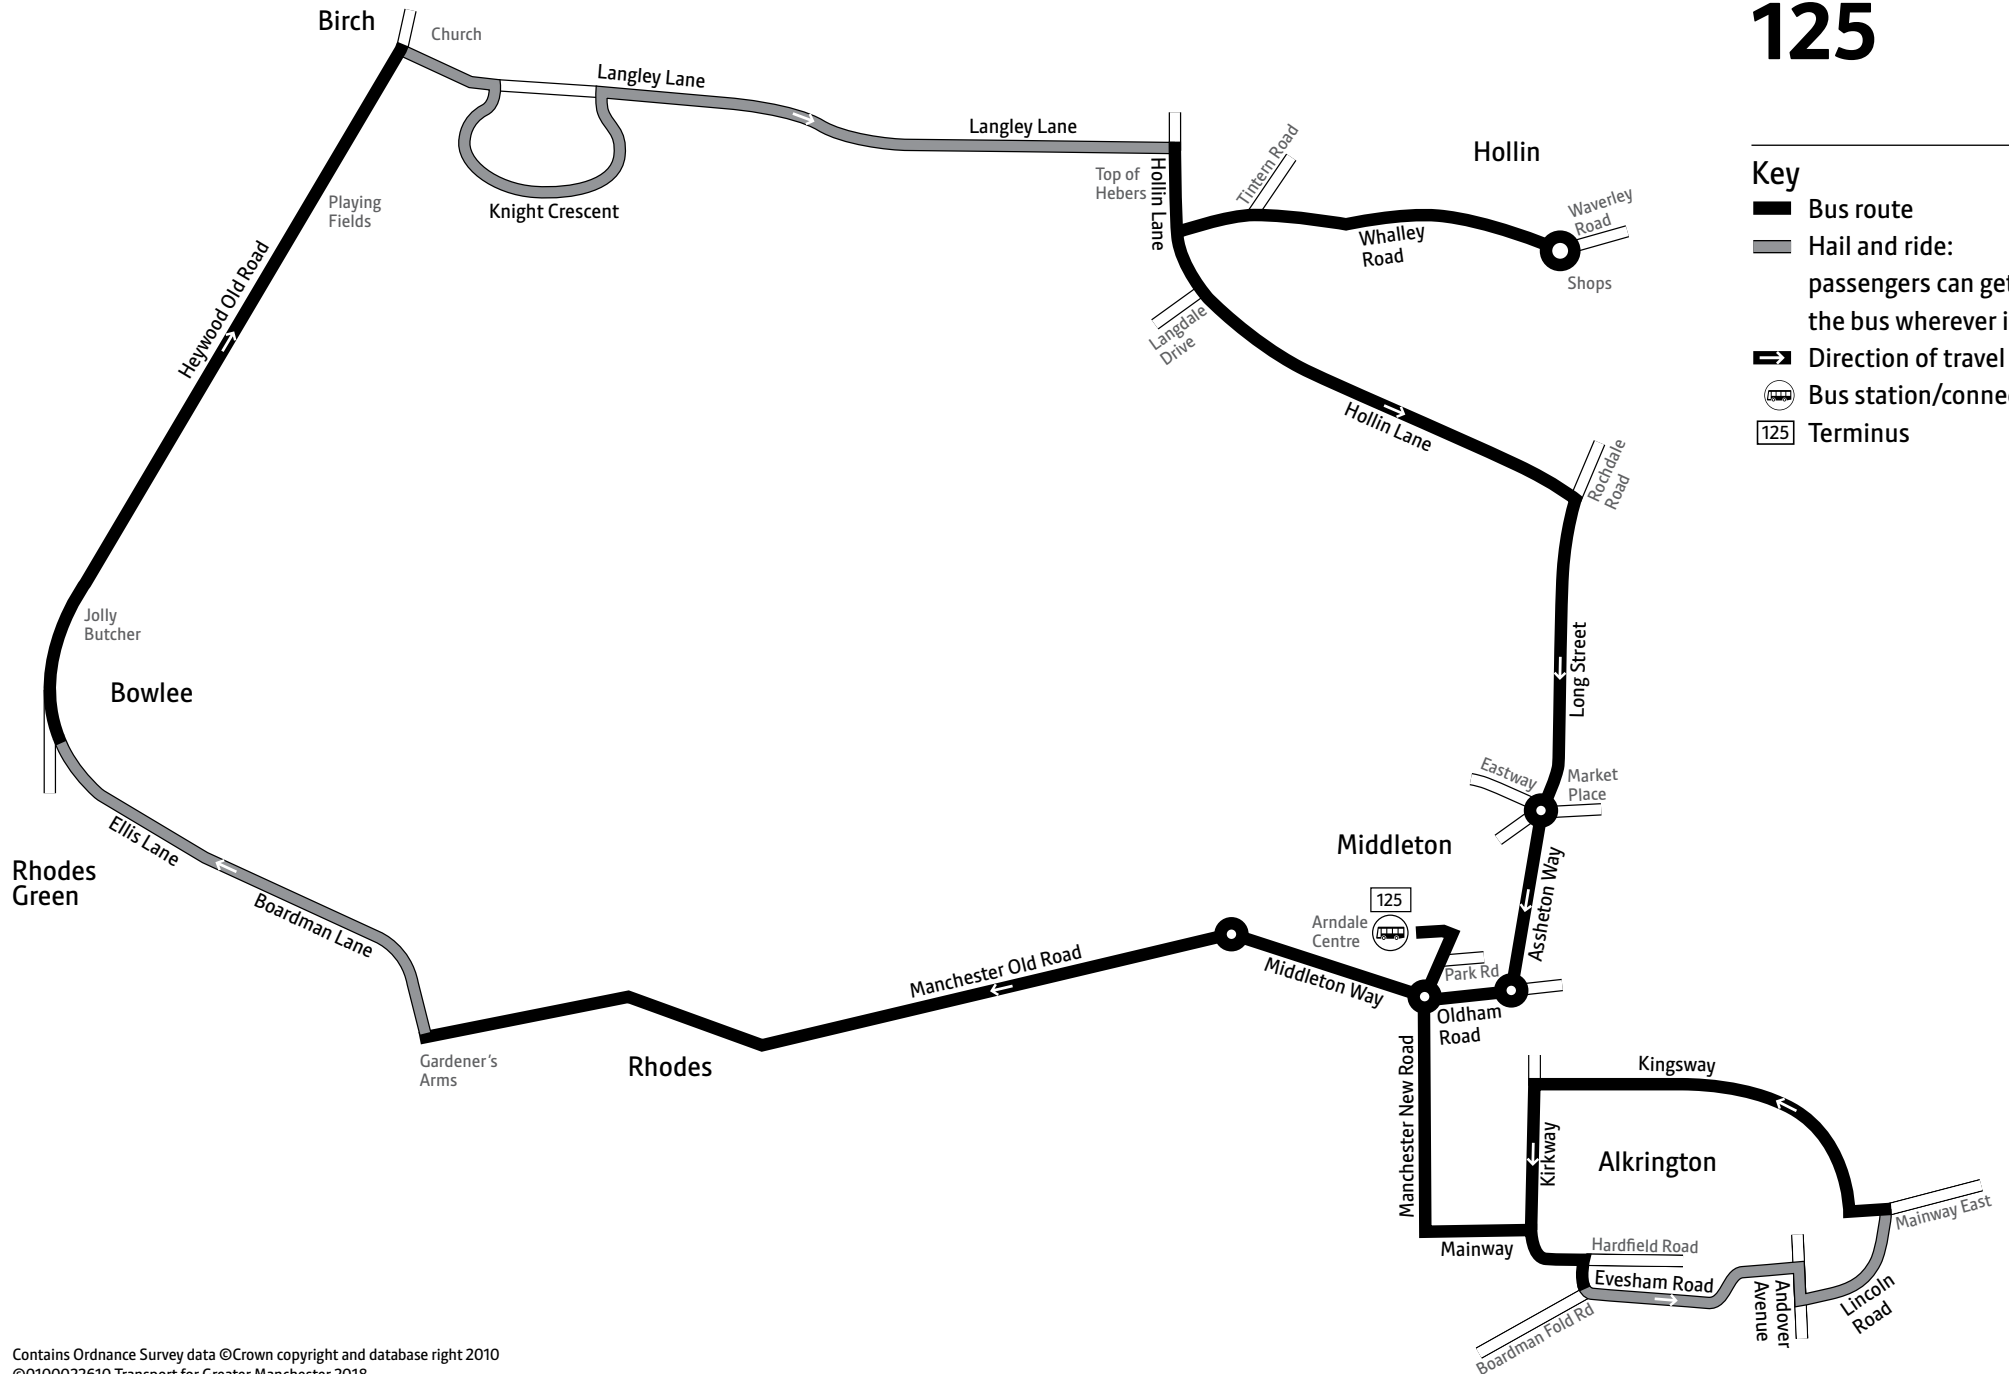 125
Birch
Church
Langley Lane
Langley Lane
Knight Crescent
Playing
Fields
Heywood Old Road
Top of
Hebers
Hollin Lane
Tintern Road
Hollin
Whalley
Road
Waverley
Road
Shops
Langdale
Drive
Hollin Lane
Rochdale
Road
Key
Bus route
Hail and ride:
passengers can get
the bus wherever i
Direction of travel
Bus station/connec
125 Terminus
Jolly
Butcher
Bowlee
Long Street
Eastway
Market
Place
Middleton
Assheton Way
125
Arndale
Centre
Park Rd
Oldham
Road
Middleton Way
Manchester Old Road
Ellis Lane
Rhodes
Green
Boardman Lane
Gardener's
Arms
Rhodes
Manchester New Road
Kingsway
Kirkway
Alkrington
Mainway East
Mainway
Hardfield Road
Evesham Road
Boardman Fold Rd
Andover
Avenue
Lincoln
Road
Contains Ordnance Survey data ©Crown copyright and database right 2010
©0100022610 Transport for Greater Manchester 2018